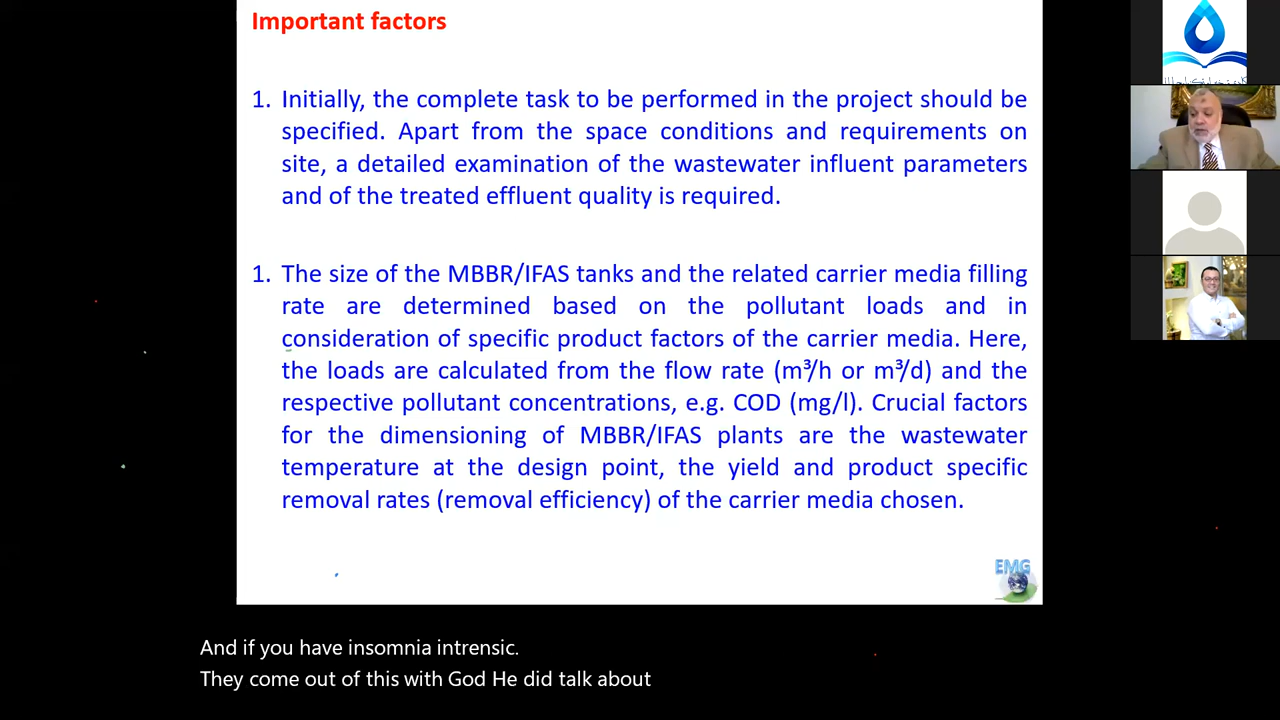 Important factors
1. Initially, the complete task to be performed in the project should be
specified. Apart from the space conditions and requirements on
site, a detailed examination of the wastewater influent parameters
and of the treated effluent quality is required.
1. The size of the MBBR/IFAS tanks and the related carrier media filling
rate are determined based on the pollutant loads and in
consideration of specific product factors of the carrier media. Here,
the loads are calculated from the flow rate (m³/h or m³/d) and the
respective pollutant concentrations, e.g. COD (mg/l). Crucial factors
for the dimensioning of MBBR/IFAS plants are the wastewater
temperature at the design point, the yield and product specific
removal rates (removal efficiency) of the carrier media chosen.
EMG
And if you have insomnia intrensic.
They come out of this with God He did talk about